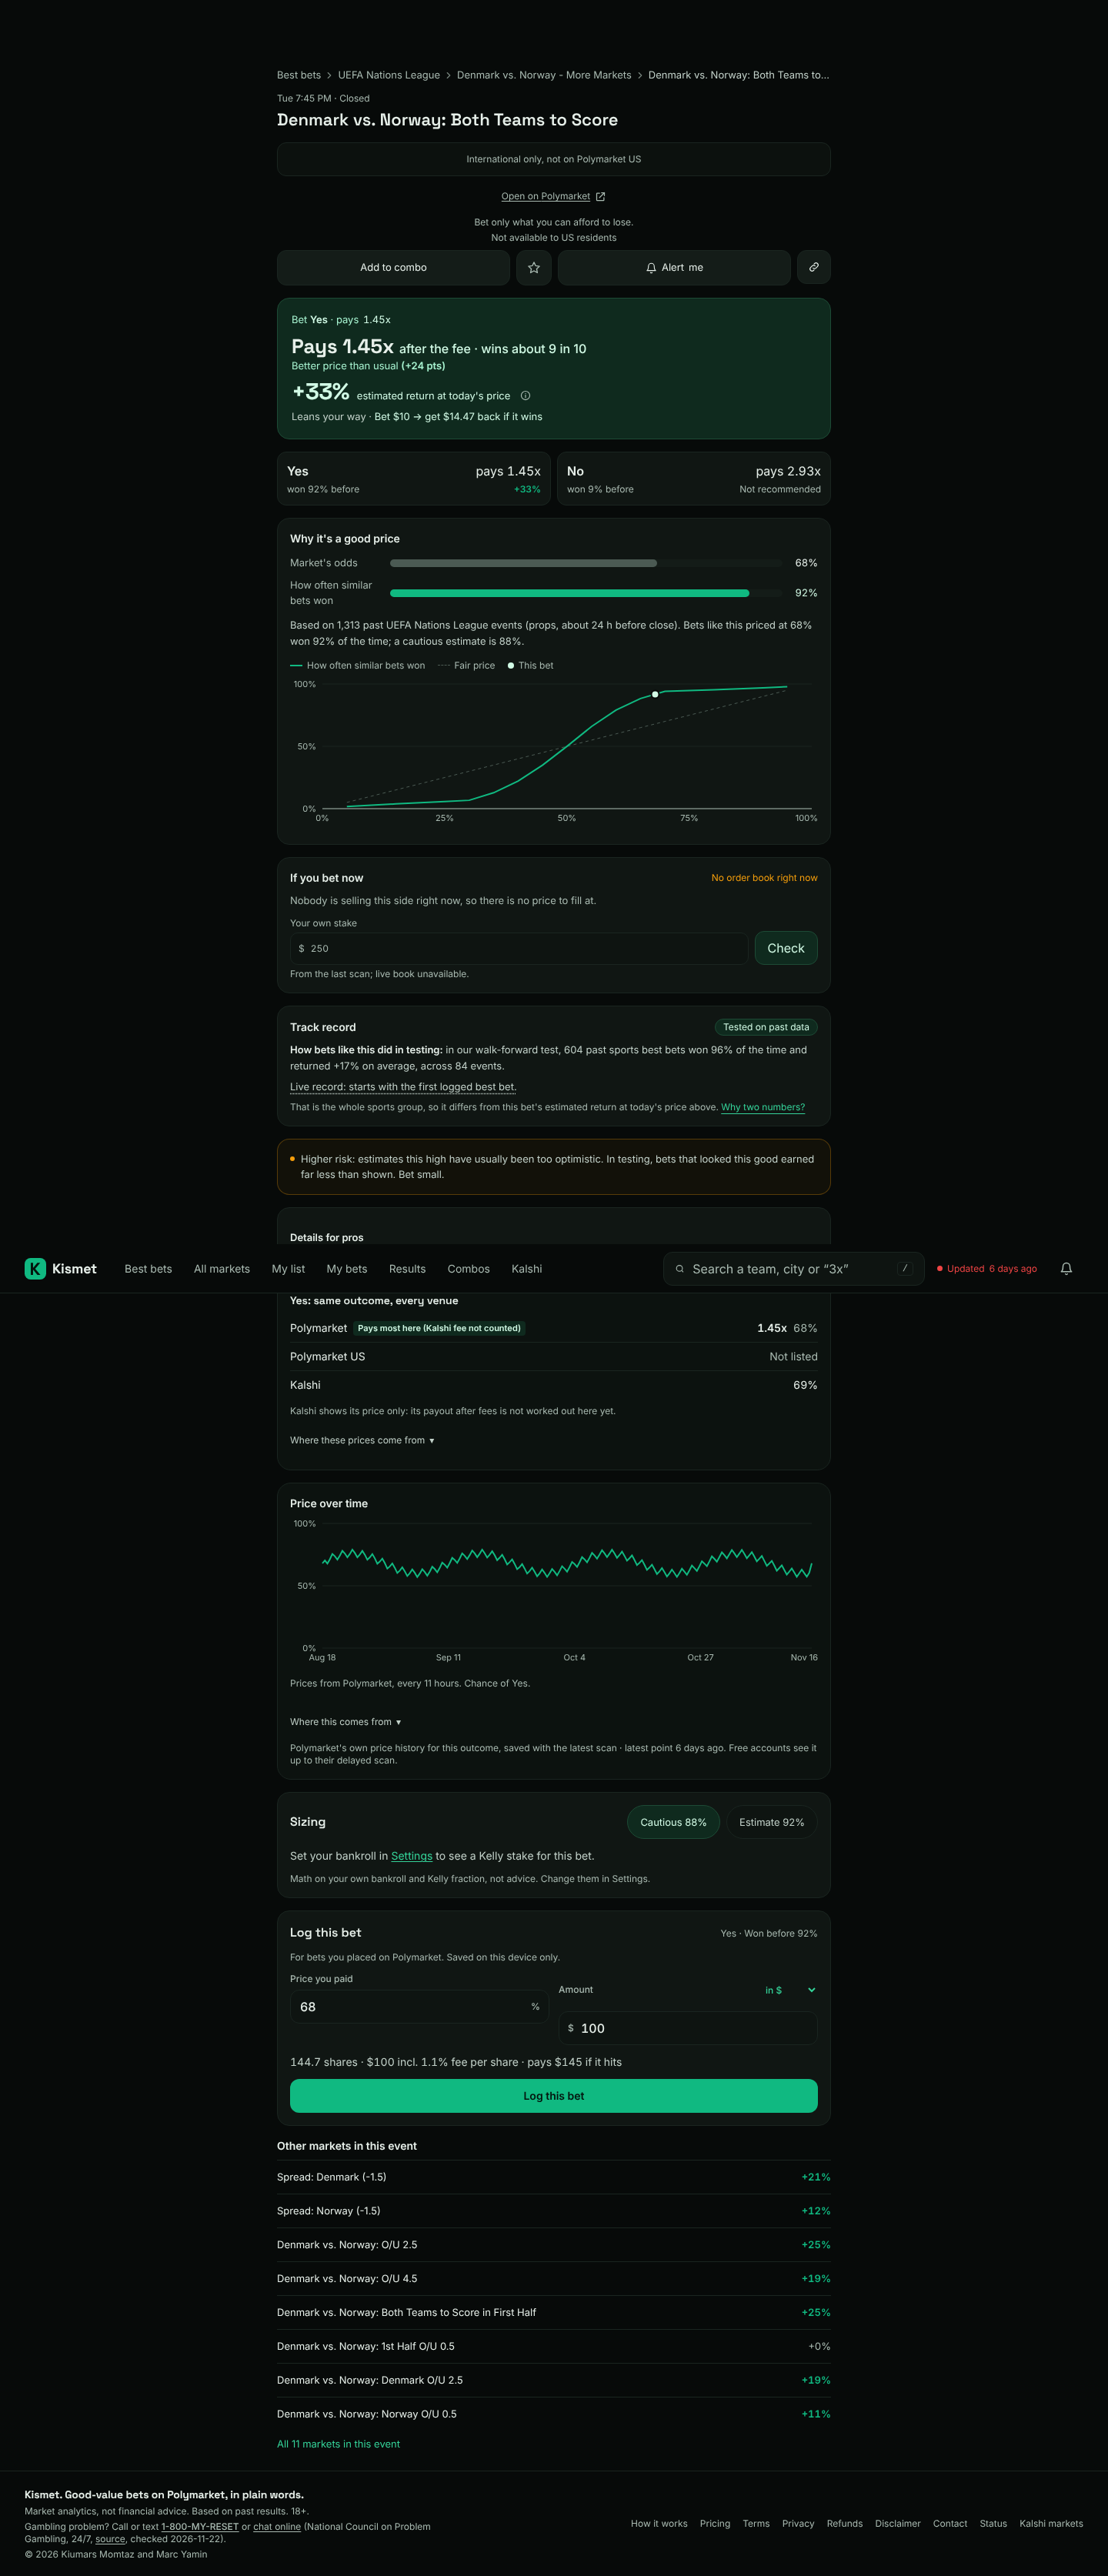 Best bets > UEFA Nations League > Denmark vs. Norway - More Markets > Denmark vs. Norway: Both Teams to...
Tue 7:45 PM · Closed
Denmark vs. Norway: Both Teams to Score
International only, not on Polymarket US
Open on Polymarket
Bet only what you can afford to lose.
Not available to US residents
Add to combo
Alert me
Bet Yes · pays 1.45x
Pays 1.45x after the fee · wins about 9 in 10
Better price than usual (+24 pts)
+33% estimated return at today's price
Leans your way · Bet $10 → get $14.47 back if it wins
Yes pays 1.45x
won 92% before +33%
No pays 2.93x
won 9% before Not recommended
Why it's a good price
Market's odds 68%
How often similar
bets won 92%
Based on 1,313 past UEFA Nations League events (props, about 24 h before close). Bets like this priced at 68%
won 92% of the time; a cautious estimate is 88%.
How often similar bets won Fair price This bet
100%
50%
0%
0% 25% 50% 75% 100%
If you bet now No order book right now
Nobody is selling this side right now, so there is no price to fill at.
Your own stake
$ 250 Check
From the last scan; live book unavailable.
Track record Tested on past data
How bets like this did in testing: in our walk-forward test, 604 past sports best bets won 96% of the time and
returned +17% on average, across 84 events.
Live record: starts with the first logged best bet.
That is the whole sports group, so it differs from this bet's estimated return at today's price above. Why two numbers?
Higher risk: estimates this high have usually been too optimistic. In testing, bets that looked this good earned
far less than shown. Bet small.
Details for pros
K Kismet Best bets All markets My list My bets Results Combos Kalshi Search a team, city or “3x” / Updated 6 days ago
Yes: same outcome, every venue
Polymarket Pays most here (Kalshi fee not counted) 1.45x 68%
Polymarket US Not listed
Kalshi 69%
Kalshi shows its price only: its payout after fees is not worked out here yet.
Where these prices come from ▾
Price over time
100%
50%
0%
Aug 18 Sep 11 Oct 4 Oct 27 Nov 16
Prices from Polymarket, every 11 hours. Chance of Yes.
Where this comes from ▾
Polymarket's own price history for this outcome, saved with the latest scan · latest point 6 days ago. Free accounts see it
up to their delayed scan.
Sizing Cautious 88% Estimate 92%
Set your bankroll in Settings to see a Kelly stake for this bet.
Math on your own bankroll and Kelly fraction, not advice. Change them in Settings.
Log this bet Yes · Won before 92%
For bets you placed on Polymarket. Saved on this device only.
Price you paid
68 %
Amount in $
$ 100
144.7 shares · $100 incl. 1.1% fee per share · pays $145 if it hits
Log this bet
Other markets in this event
Spread: Denmark (-1.5) +21%
Spread: Norway (-1.5) +12%
Denmark vs. Norway: O/U 2.5 +25%
Denmark vs. Norway: O/U 4.5 +19%
Denmark vs. Norway: Both Teams to Score in First Half +25%
Denmark vs. Norway: 1st Half O/U 0.5 +0%
Denmark vs. Norway: Denmark O/U 2.5 +19%
Denmark vs. Norway: Norway O/U 0.5 +11%
All 11 markets in this event
Kismet. Good-value bets on Polymarket, in plain words.
Market analytics, not financial advice. Based on past results. 18+.
Gambling problem? Call or text 1-800-MY-RESET or chat online (National Council on Problem
Gambling, 24/7, source, checked 2026-11-22).
© 2026 Kiumars Momtaz and Marc Yamin
How it works Pricing Terms Privacy Refunds Disclaimer Contact Status Kalshi markets